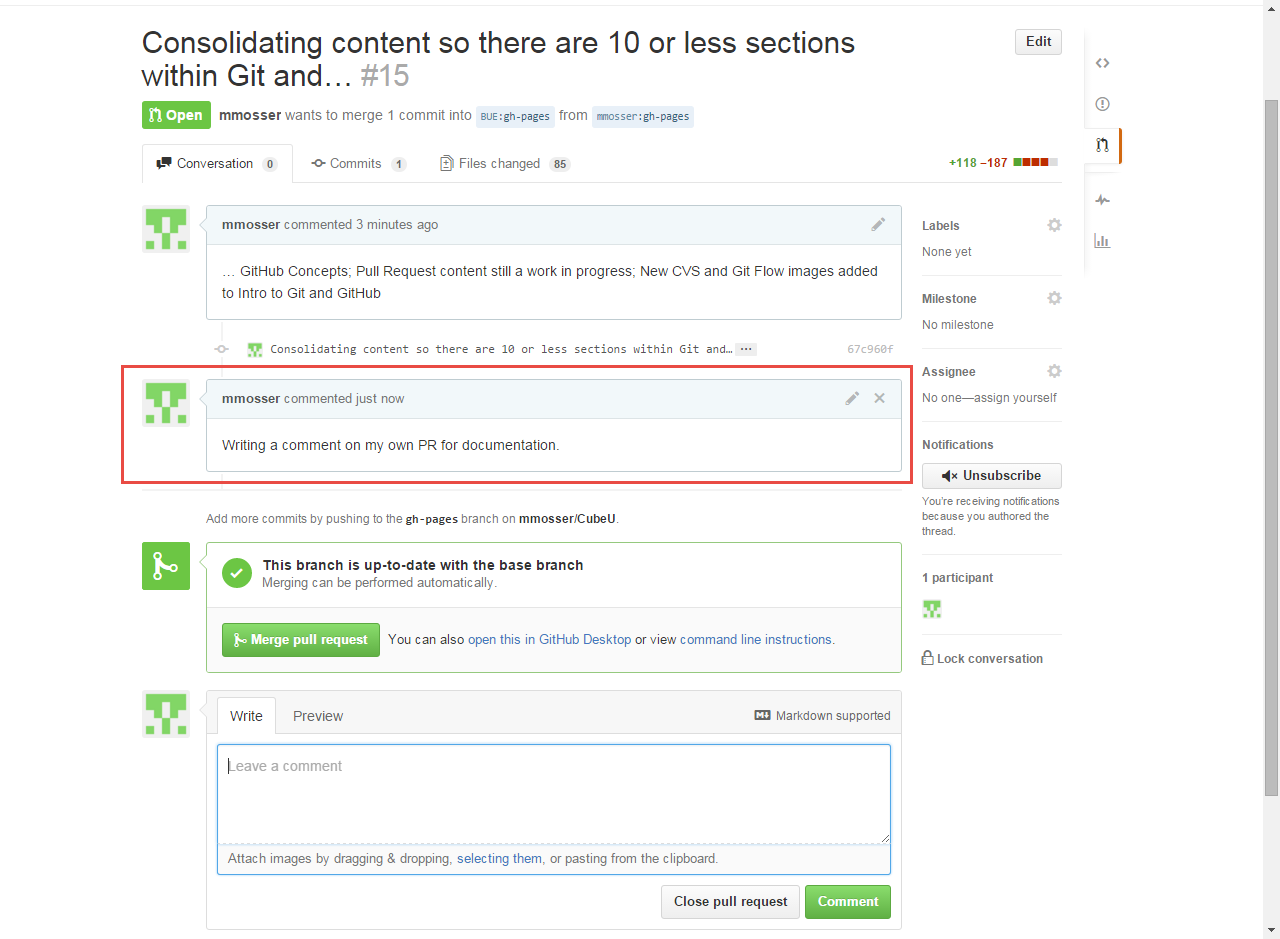 Consolidating content so there are 10 or less sections
within Git and… #15
Edit
Open mmosser wants to merge 1 commit into BUE:gh-pages from mmosser:gh-pages
Conversation 0 Commits 1 Files changed 85 +118 −187
mmosser commented 3 minutes ago
… GitHub Concepts; Pull Request content still a work in progress; New CVS and Git Flow images added
to Intro to Git and GitHub
Consolidating content so there are 10 or less sections within Git and… … 67c960f
mmosser commented just now
Writing a comment on my own PR for documentation.
Add more commits by pushing to the gh-pages branch on mmosser/CubeU.
This branch is up-to-date with the base branch
Merging can be performed automatically.
Merge pull request You can also open this in GitHub Desktop or view command line instructions.
Write Preview Markdown supported
Leave a comment
Attach images by dragging & dropping, selecting them, or pasting from the clipboard.
Close pull request Comment
Labels
None yet
Milestone
No milestone
Assignee
No one—assign yourself
Notifications
Unsubscribe
You're receiving notifications
because you authored the
thread.
1 participant
Lock conversation